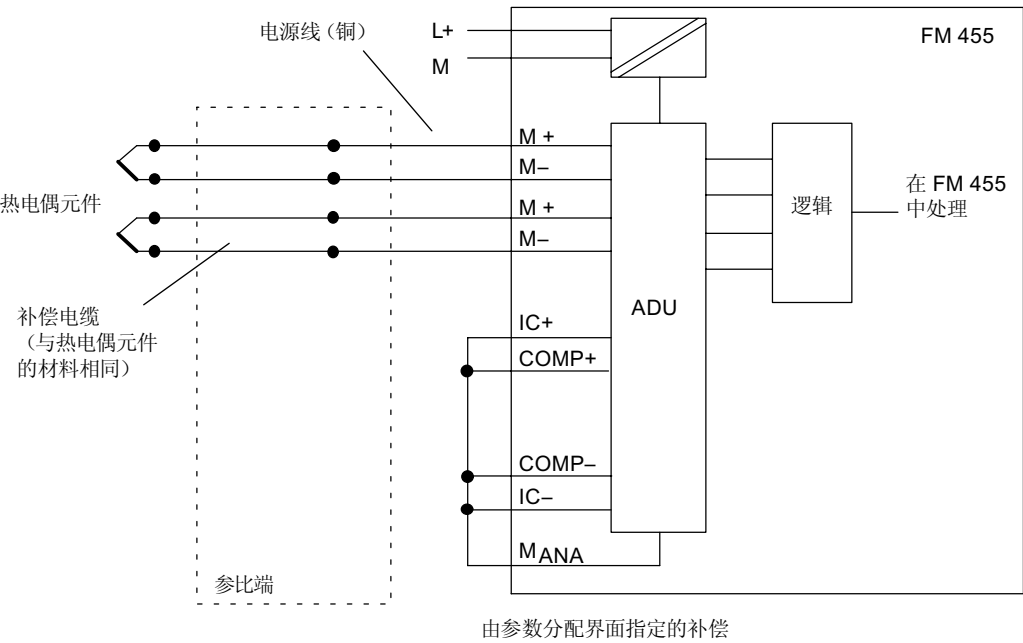 电源线（铜）
L+
M
FM 455
M +
M–
热电偶元件
M +
M–
在 FM 455
中处理
逻辑
补偿电缆
（与热电偶元件
的材料相同）
ADU
IC+
COMP+
COMP–
IC–
MANA
参比端
由参数分配界面指定的补偿